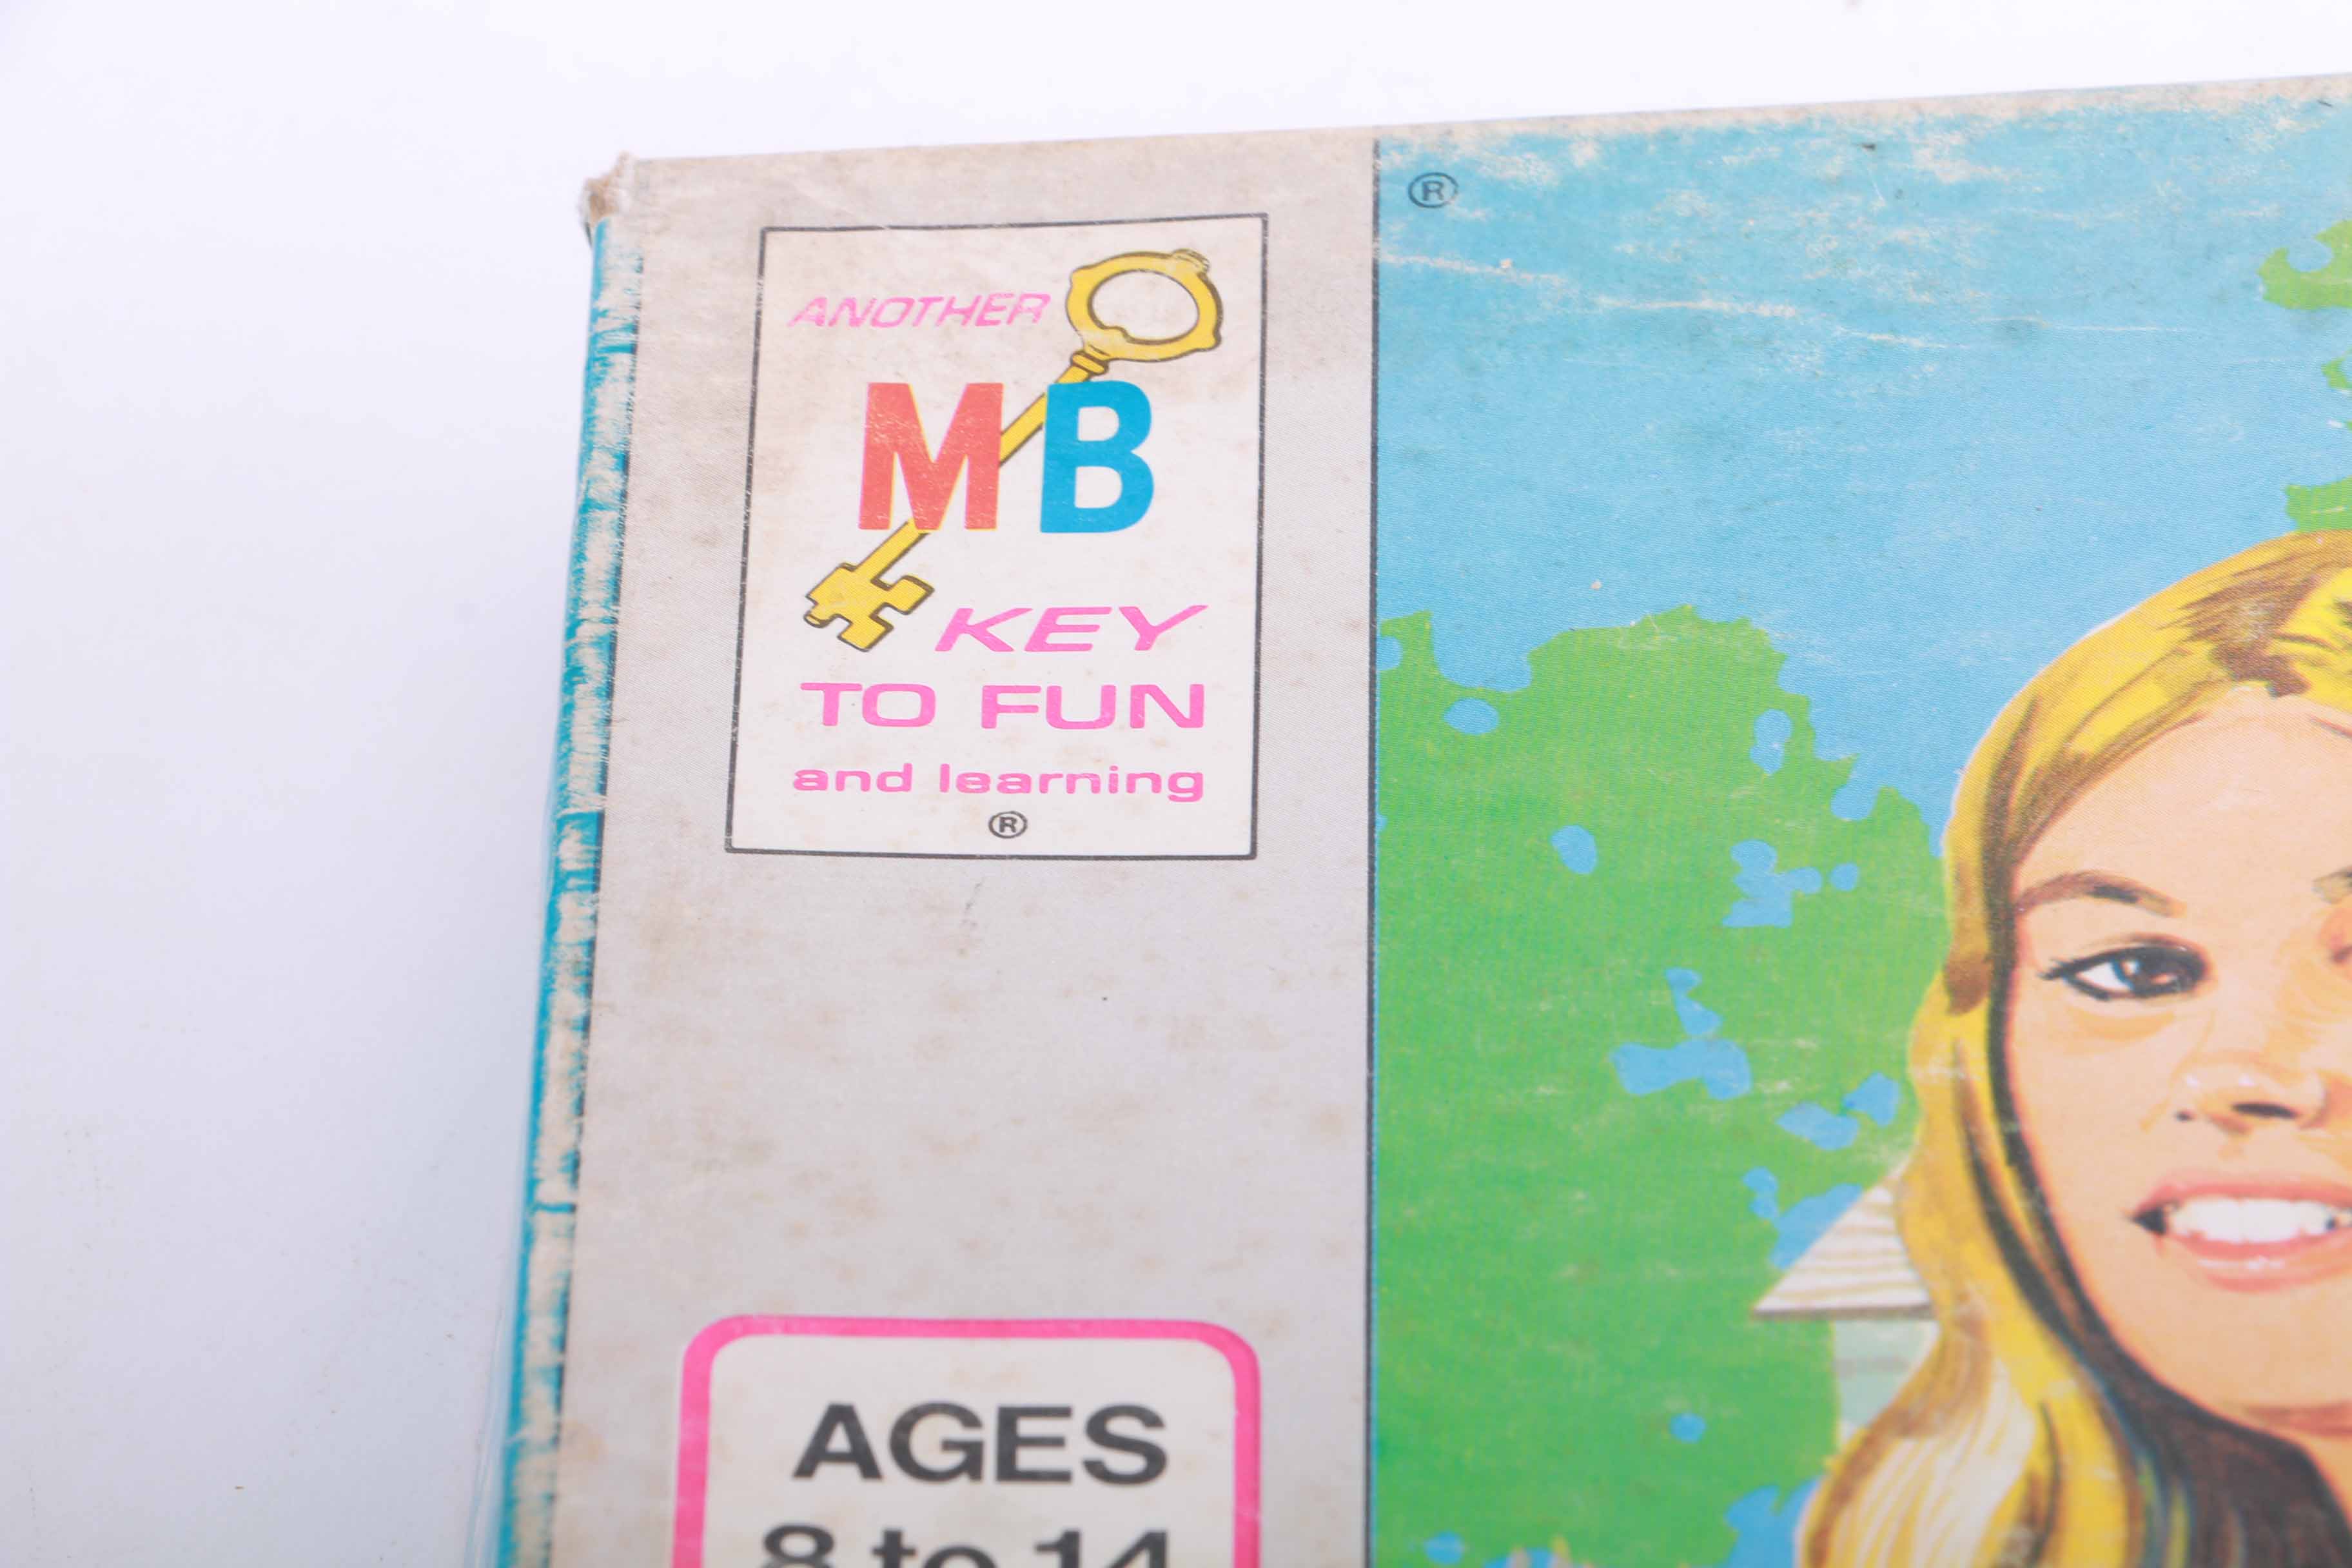 ANOTHER
MB
KEY
TO FUN
and learning
®
®
AGES
8 to 14